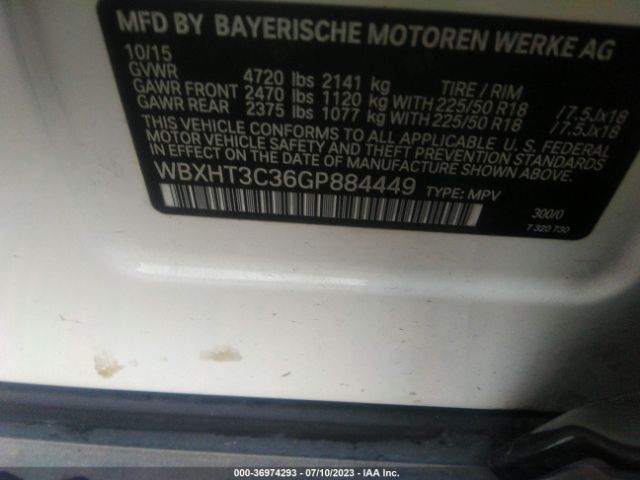 MFD BY BAYERISCHE MOTOREN WERKE AG
10/15
GVWR 4720 lbs 2141 kg TIRE / RIM
GAWR FRONT 2470 lbs 1120 kg WITH 225/50 R18 /7.5Jx18
GAWR REAR 2375 lbs 1077 kg WITH 225/50 R18 /7.5Jx18
THIS VEHICLE CONFORMS TO ALL APPLICABLE U. S. FEDERAL
MOTOR VEHICLE SAFETY AND THEFT PREVENTION STANDARDS
IN EFFECT ON THE DATE OF MANUFACTURE SHOWN ABOVE.
WBXHT3C36GP884449 TYPE: MPV
300/0
7 320 730
000-36974293 - 07/10/2023 - IAA Inc.